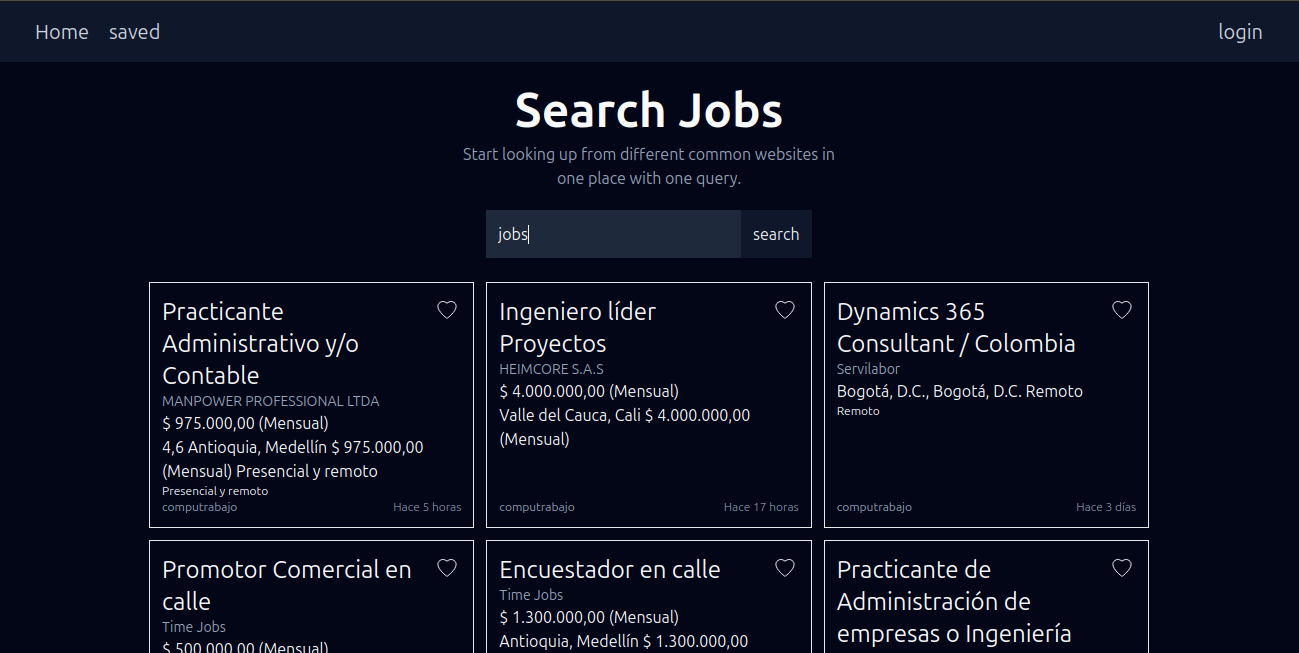 Home saved login
Search Jobs
Start looking up from different common websites in
one place with one query.
jobs search
Practicante
Administrativo y/o
Contable
MANPOWER PROFESSIONAL LTDA
$ 975.000,00 (Mensual)
4,6 Antioquia, Medellín $ 975.000,00
(Mensual) Presencial y remoto
Presencial y remoto
computrabajo Hace 5 horas
Ingeniero líder
Proyectos
HEIMCORE S.A.S
$ 4.000.000,00 (Mensual)
Valle del Cauca, Cali $ 4.000.000,00
(Mensual)
computrabajo Hace 17 horas
Dynamics 365
Consultant / Colombia
Servilabor
Bogotá, D.C., Bogotá, D.C. Remoto
Remoto
computrabajo Hace 3 días
Promotor Comercial en
calle
Time Jobs
$ 500.000,00 (Mensual)
Encuestador en calle
Time Jobs
$ 1.300.000,00 (Mensual)
Antioquia, Medellín $ 1.300.000,00
Practicante de
Administración de
empresas o Ingeniería